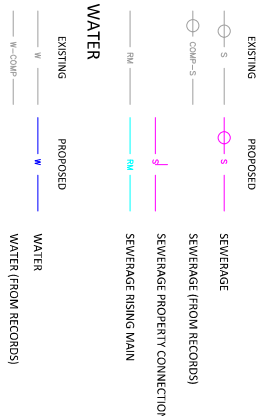 EXISTING PROPOSED
S S SEWERAGE
COMP-S SEWERAGE (FROM RECORDS)
S SEWERAGE PROPERTY CONNECTION
RM RM SEWERAGE RISING MAIN
WATER
EXISTING PROPOSED
W W WATER
W-COMP WATER (FROM RECORDS)